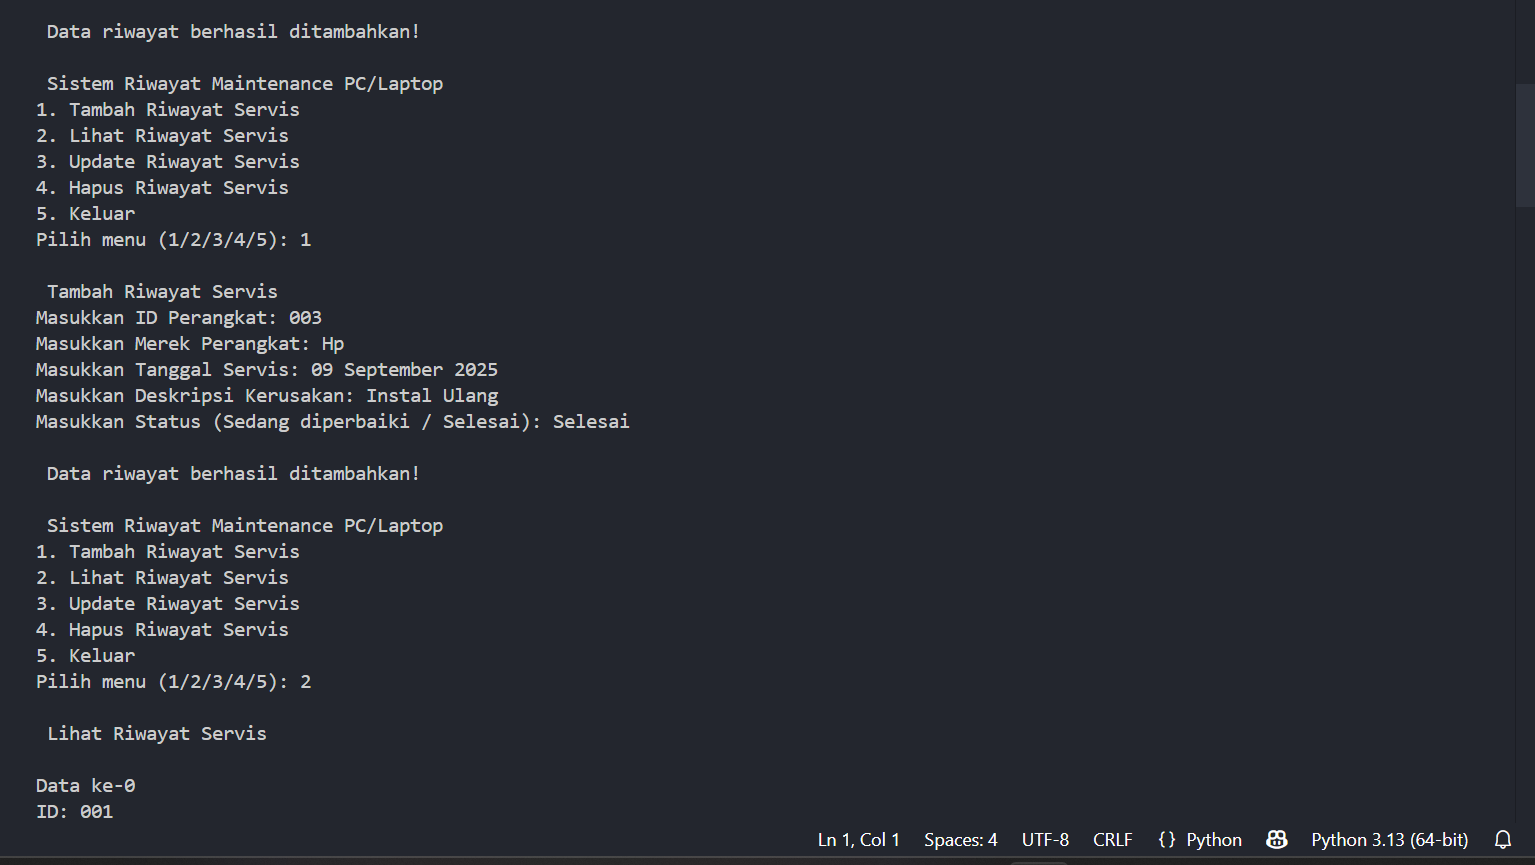 Data riwayat berhasil ditambahkan!
Sistem Riwayat Maintenance PC/Laptop
1. Tambah Riwayat Servis
2. Lihat Riwayat Servis
3. Update Riwayat Servis
4. Hapus Riwayat Servis
5. Keluar
Pilih menu (1/2/3/4/5): 1
Tambah Riwayat Servis
Masukkan ID Perangkat: 003
Masukkan Merek Perangkat: Hp
Masukkan Tanggal Servis: 09 September 2025
Masukkan Deskripsi Kerusakan: Instal Ulang
Masukkan Status (Sedang diperbaiki / Selesai): Selesai
Data riwayat berhasil ditambahkan!
Sistem Riwayat Maintenance PC/Laptop
1. Tambah Riwayat Servis
2. Lihat Riwayat Servis
3. Update Riwayat Servis
4. Hapus Riwayat Servis
5. Keluar
Pilih menu (1/2/3/4/5): 2
Lihat Riwayat Servis
Data ke-0
ID: 001
Ln 1, Col 1 Spaces: 4 UTF-8 CRLF {} Python Python 3.13 (64-bit)